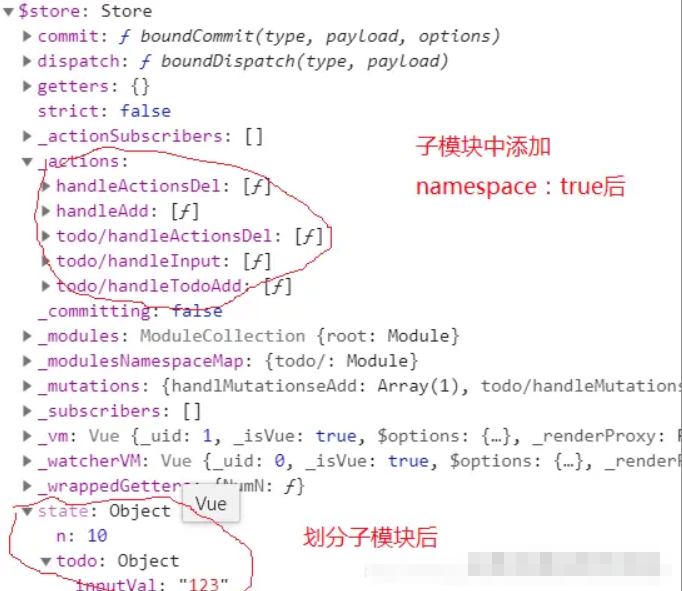 ▼$store: Store
▶commit: ƒ boundCommit(type, payload, options)
▶dispatch: ƒ boundDispatch(type, payload)
▶getters: {}
strict: false
▶_actionSubscribers: []
▼_actions:
子模块中添加
▶handleActionsDel: [ƒ]
namespace：true后
▶handleAdd: [ƒ]
▶todo/handleActionsDel: [ƒ]
▶todo/handleInput: [ƒ]
▶todo/handleTodoAdd: [ƒ]
_committing: false
▶_modules: ModuleCollection {root: Module}
▶_modulesNamespaceMap: {todo/: Module}
▶_mutations: {handlMutationseAdd: Array(1), todo/handleMutations
▶_subscribers: []
▶_vm: Vue {_uid: 1, _isVue: true, $options: {…}, _renderProxy:
▶_watcherVM: Vue {_uid: 0, _isVue: true, $options: {…}, _renderP
▶_wrappedGetters: {NumN: ƒ}
▼state: Object
Vue
n: 10
划分子模块后
▼todo: Object
inputVal: "123"